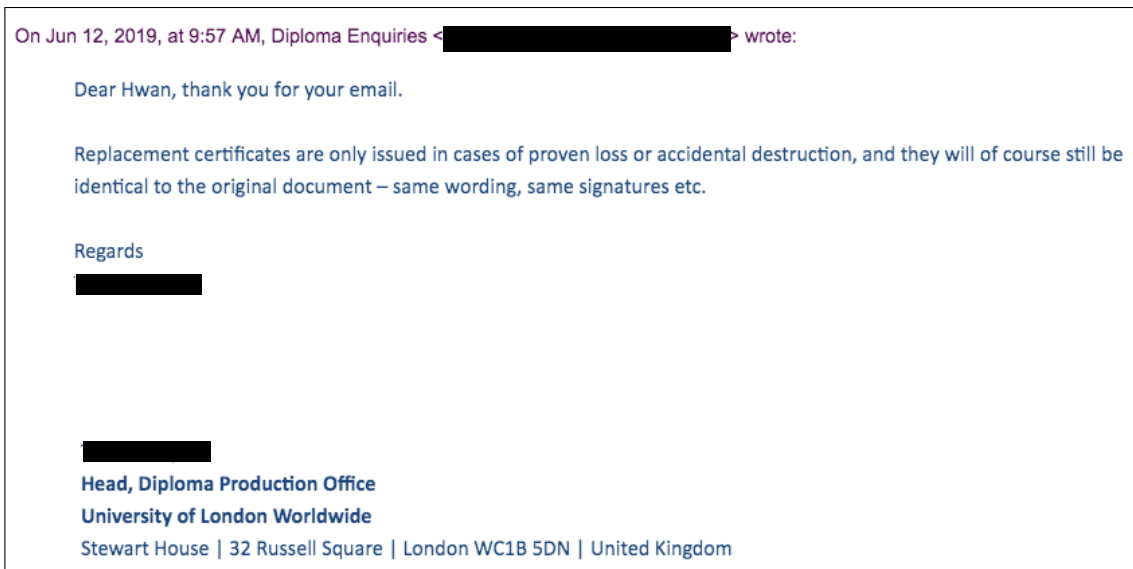 On Jun 12, 2019, at 9:57 AM, Diploma Enquiries < > wrote:
Dear Hwan, thank you for your email.
Replacement certificates are only issued in cases of proven loss or accidental destruction, and they will of course still be
identical to the original document – same wording, same signatures etc.
Regards
Head, Diploma Production Office
University of London Worldwide
Stewart House | 32 Russell Square | London WC1B 5DN | United Kingdom